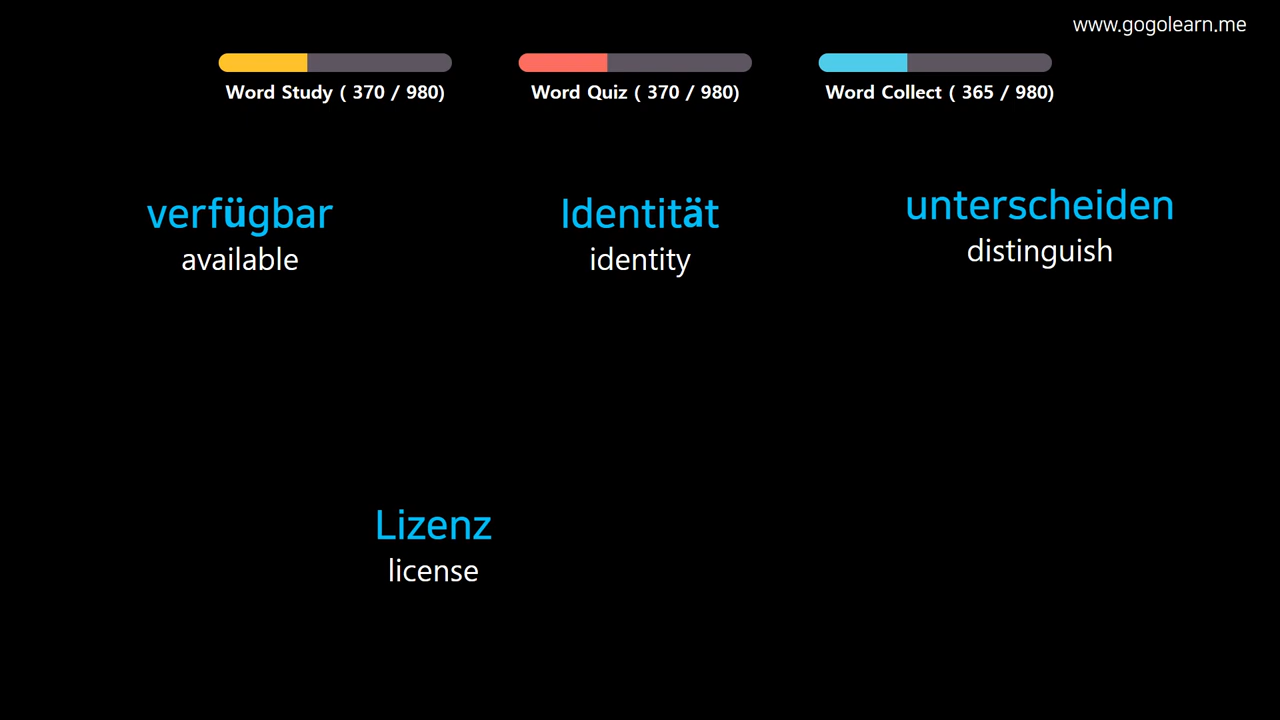 www.gogolearn.me
Word Study ( 370 / 980)
Word Quiz ( 370 / 980)
Word Collect ( 365 / 980)
verfügbar
available
Identität
identity
unterscheiden
distinguish
Lizenz
license